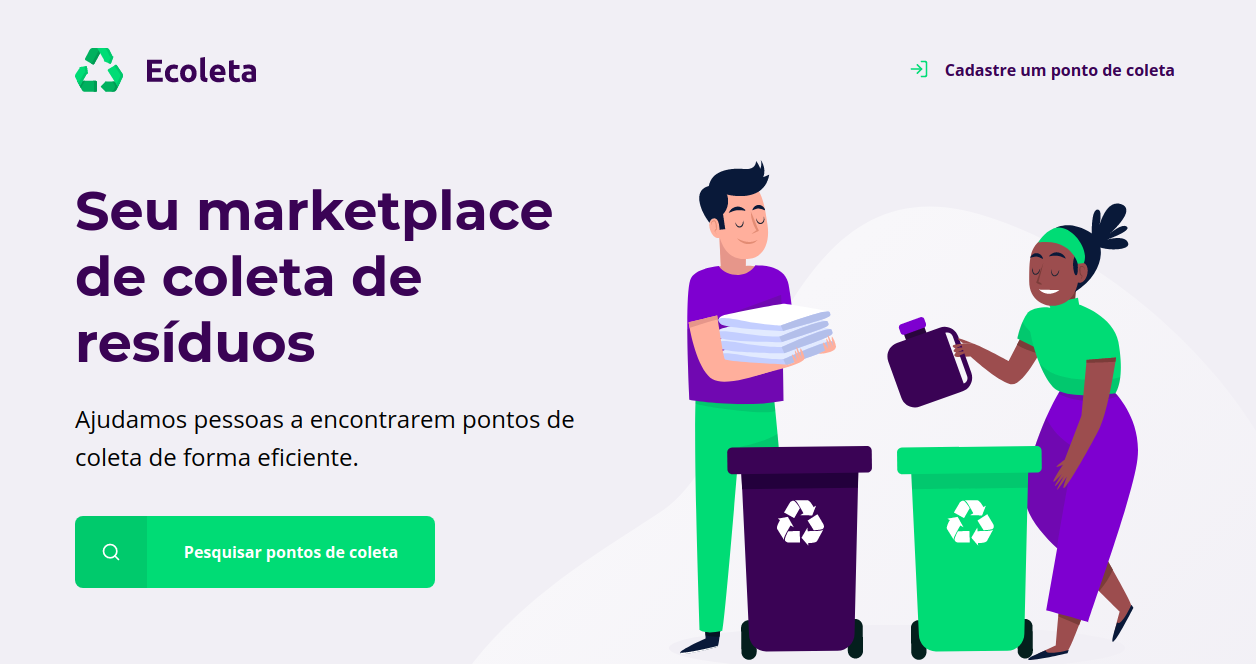 Ecoleta
Cadastre um ponto de coleta
Seu marketplace
de coleta de
resíduos
Ajudamos pessoas a encontrarem pontos de
coleta de forma eficiente.
Pesquisar pontos de coleta